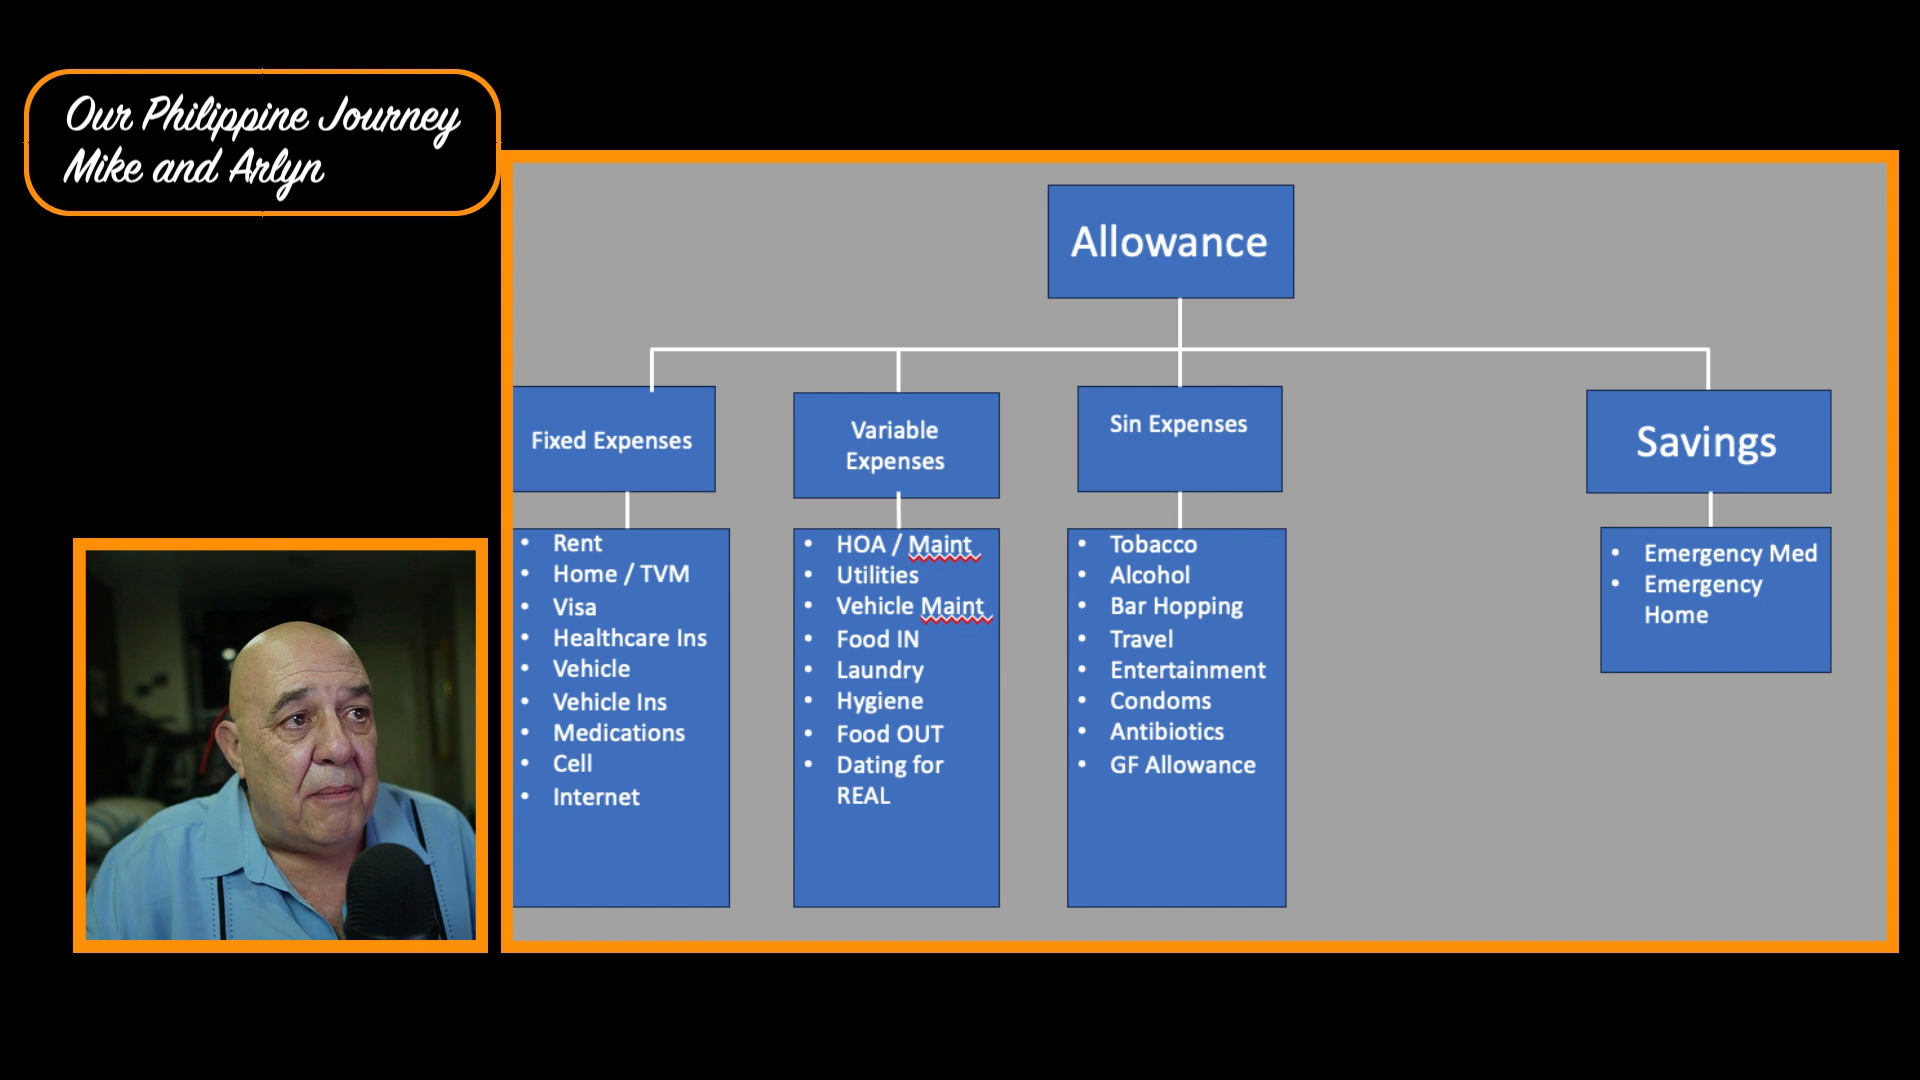 Our Philippine Journey
Mike and Arlyn
Allowance
Fixed Expenses
Variable
Expenses
Sin Expenses
Savings
• Rent
• Home / TVM
• Visa
• Healthcare Ins
• Vehicle
• Vehicle Ins
• Medications
• Cell
• Internet
• HOA / Maint
• Utilities
• Vehicle Maint
• Food IN
• Laundry
• Hygiene
• Food OUT
• Dating for
REAL
• Tobacco
• Alcohol
• Bar Hopping
• Travel
• Entertainment
• Condoms
• Antibiotics
• GF Allowance
• Emergency Med
• Emergency
Home